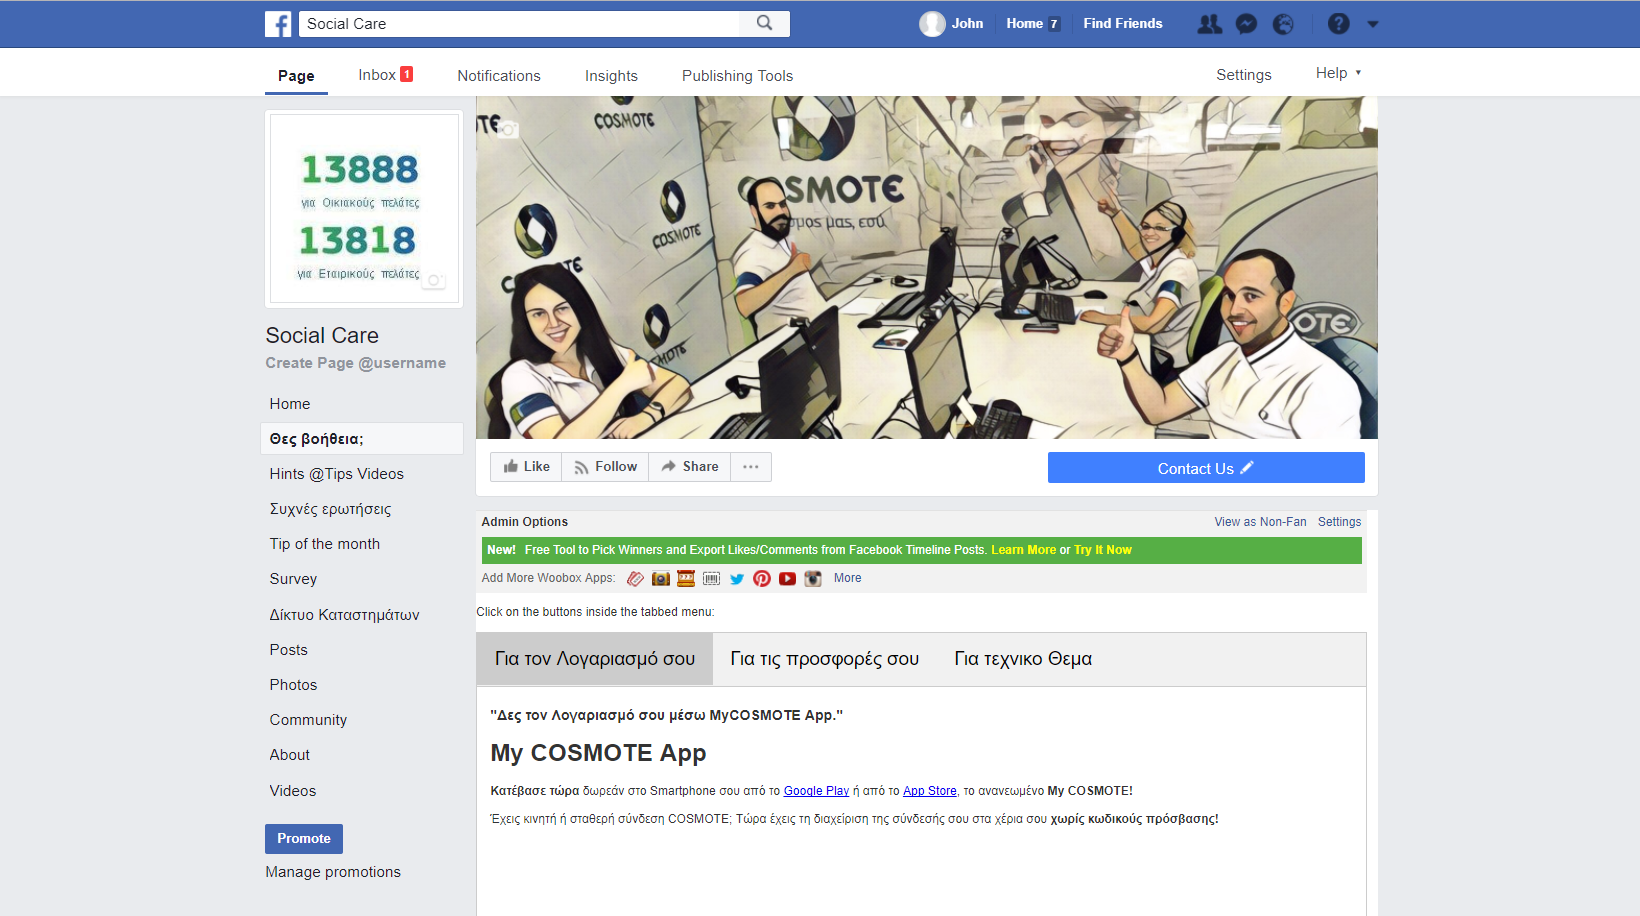 Social Care
John
Home 7
Find Friends
Page
Inbox 1
Notifications
Insights
Publishing Tools
Settings
Help
13888
για Οικιακούς πελάτες
13818
για Εταιρικούς πελάτες
COSMOTE
COSMOTE
μος μας, εσύ
COSMOTE
Social Care
Create Page @username
Home
Θες βοήθεια;
Hints @Tips Videos
Συχνές ερωτήσεις
Tip of the month
Survey
Δίκτυο Καταστημάτων
Posts
Photos
Community
About
Videos
Promote
Manage promotions
Like
Follow
Share
Contact Us
Admin Options
View as Non-Fan Settings
New! Free Tool to Pick Winners and Export Likes/Comments from Facebook Timeline Posts. Learn More or Try It Now
Add More Woobox Apps:
More
Click on the buttons inside the tabbed menu:
Για τον Λογαριασμό σου
Για τις προσφορές σου
Για τεχνικο Θεμα
"Δες τον Λογαριασμό σου μέσω MyCOSMOTE App."
My COSMOTE App
Κατέβασε τώρα δωρεάν στο Smartphone σου από το Google Play ή από το App Store, το ανανεωμένο My COSMOTE!
Έχεις κινητή ή σταθερή σύνδεση COSMOTE; Τώρα έχεις τη διαχείριση της σύνδεσής σου στα χέρια σου χωρίς κωδικούς πρόσβασης!